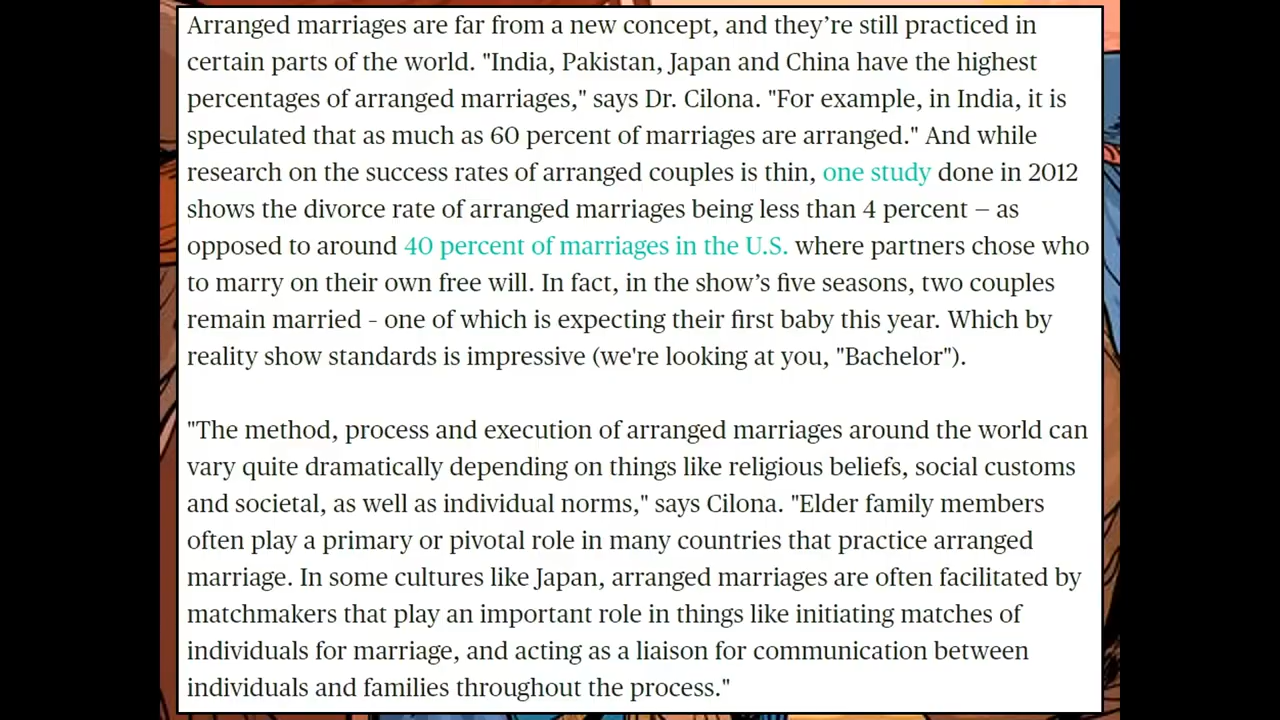 Arranged marriages are far from a new concept, and they’re still practiced in
certain parts of the world. "India, Pakistan, Japan and China have the highest
percentages of arranged marriages," says Dr. Cilona. "For example, in India, it is
speculated that as much as 60 percent of marriages are arranged." And while
research on the success rates of arranged couples is thin, one study done in 2012
shows the divorce rate of arranged marriages being less than 4 percent — as
opposed to around 40 percent of marriages in the U.S. where partners chose who
to marry on their own free will. In fact, in the show’s five seasons, two couples
remain married – one of which is expecting their first baby this year. Which by
reality show standards is impressive (we're looking at you, "Bachelor").
"The method, process and execution of arranged marriages around the world can
vary quite dramatically depending on things like religious beliefs, social customs
and societal, as well as individual norms," says Cilona. "Elder family members
often play a primary or pivotal role in many countries that practice arranged
marriage. In some cultures like Japan, arranged marriages are often facilitated by
matchmakers that play an important role in things like initiating matches of
individuals for marriage, and acting as a liaison for communication between
individuals and families throughout the process."